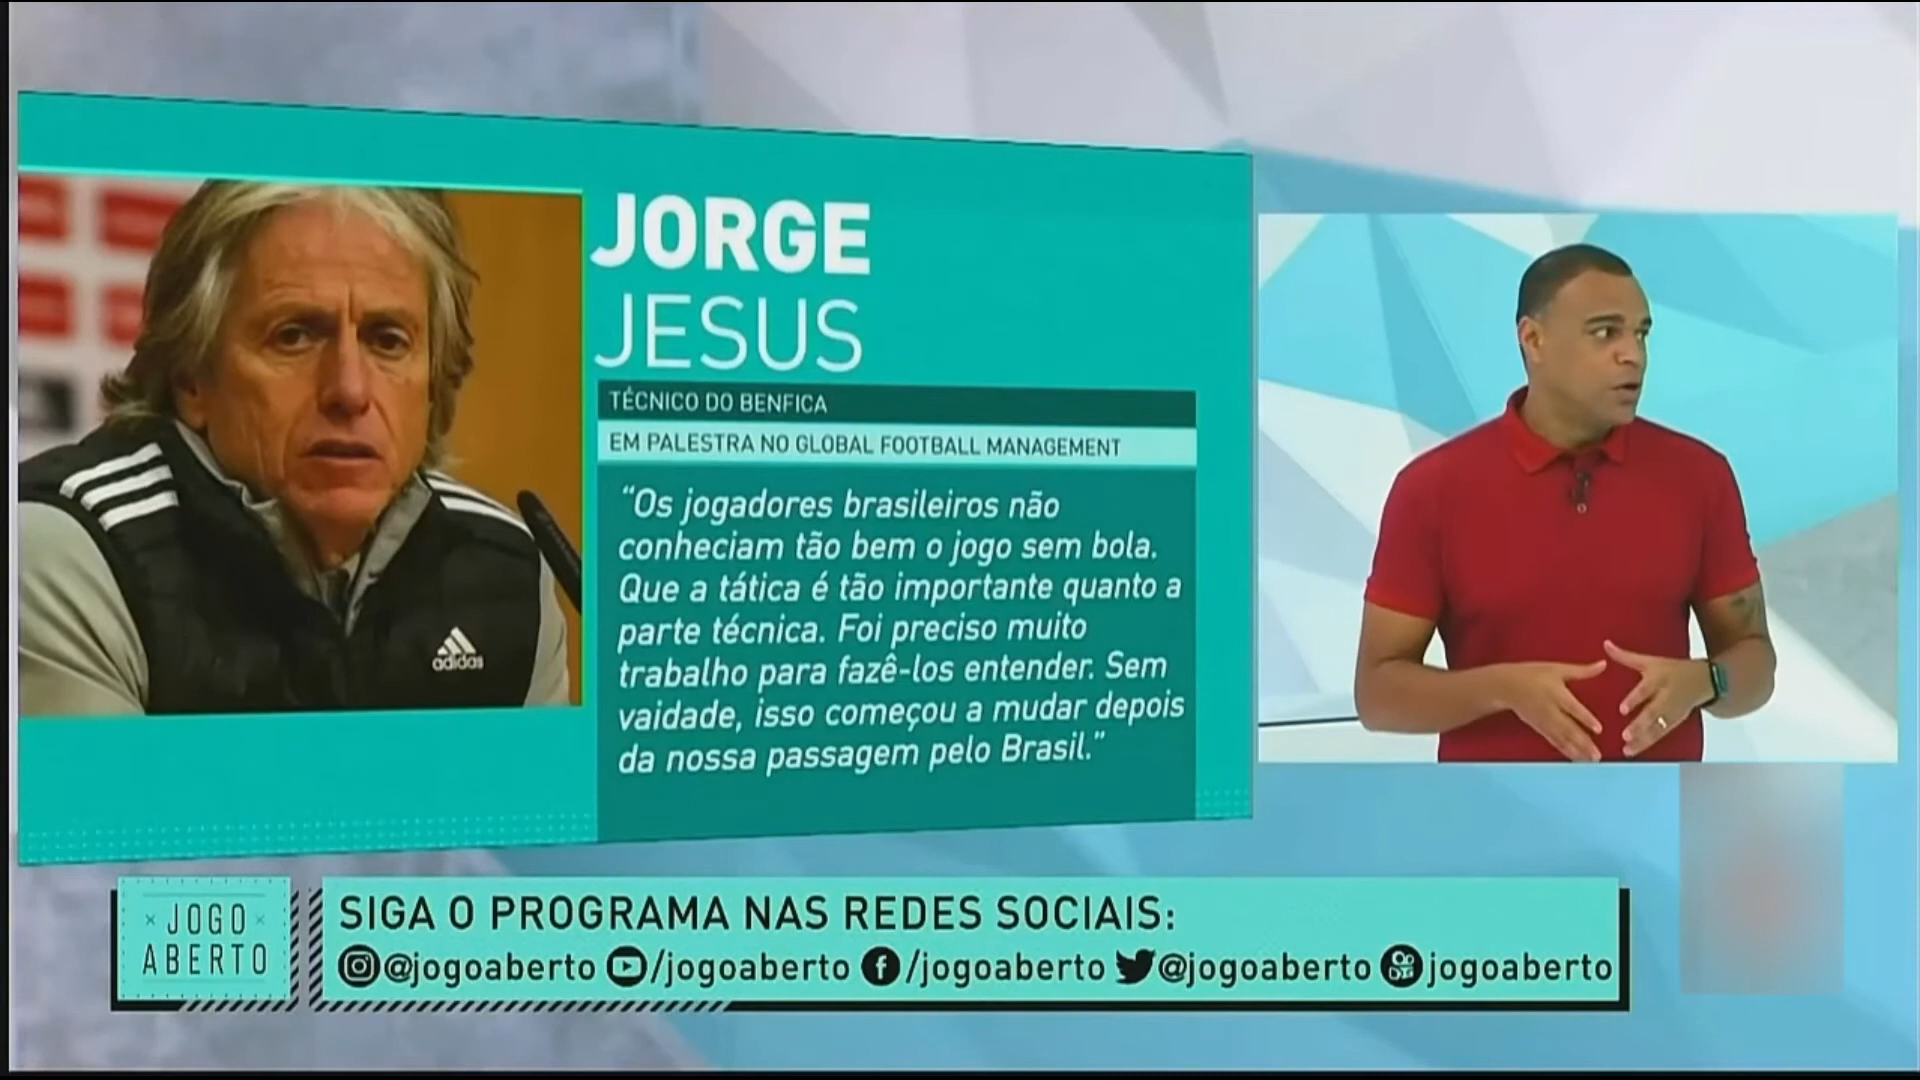 JORGE
JESUS
TÉCNICO DO BENFICA
EM PALESTRA NO GLOBAL FOOTBALL MANAGEMENT
“Os jogadores brasileiros não
conheciam tão bem o jogo sem bola.
Que a tática é tão importante quanto a
parte técnica. Foi preciso muito
trabalho para fazê-los entender. Sem
vaidade, isso começou a mudar depois
da nossa passagem pelo Brasil.”
adidas
JOGO
ABERTO
SIGA O PROGRAMA NAS REDES SOCIAIS:
@jogoaberto /jogoaberto /jogoaberto @jogoaberto jogoaberto